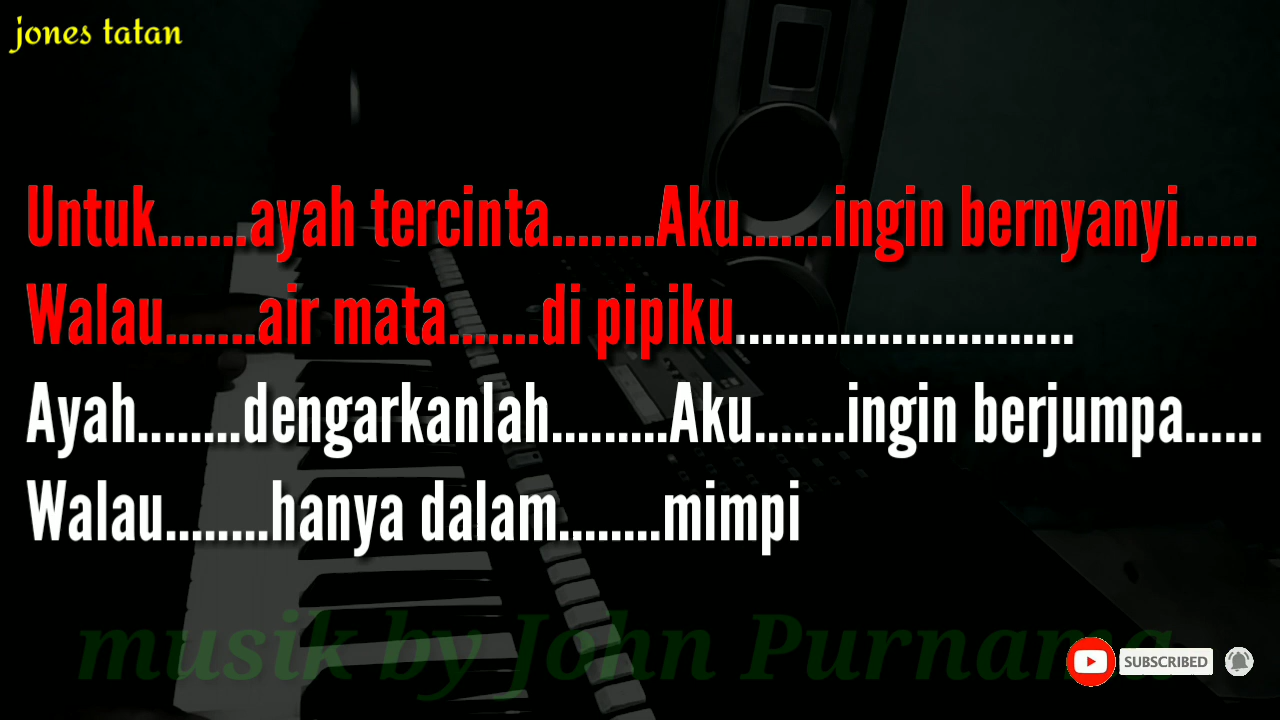 jones tatan
Untuk.......ayah tercinta........Aku.......ingin bernyanyi......
Walau.......air mata.......di pipiku..........................
Ayah........dengarkanlah.........Aku.......ingin berjumpa......
Walau........hanya dalam........mimpi
musik by John Purnama
SUBSCRIBED